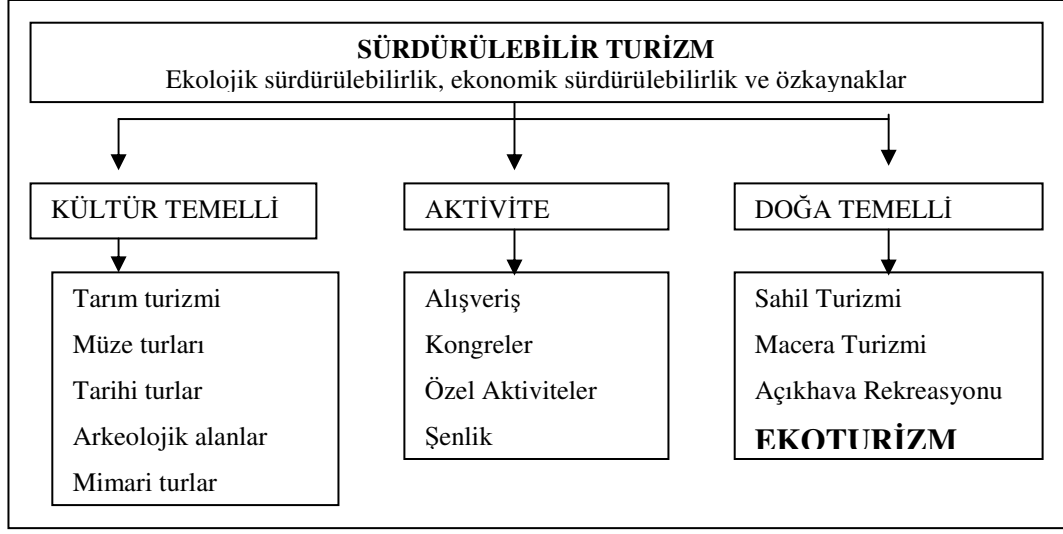 SÜRDÜRÜLEBİLİR TURİZM
Ekolojik sürdürülebilirlik, ekonomik sürdürülebilirlik ve özkaynaklar
KÜLTÜR TEMELLİ
Tarım turizmi
Müze turları
Tarihi turlar
Arkeolojik alanlar
Mimari turlar
AKTİVİTE
Alışveriş
Kongreler
Özel Aktiviteler
Şenlik
DOĞA TEMELLİ
Sahil Turizmi
Macera Turizmi
Açıkhava Rekreasyonu
EKOTURİZM